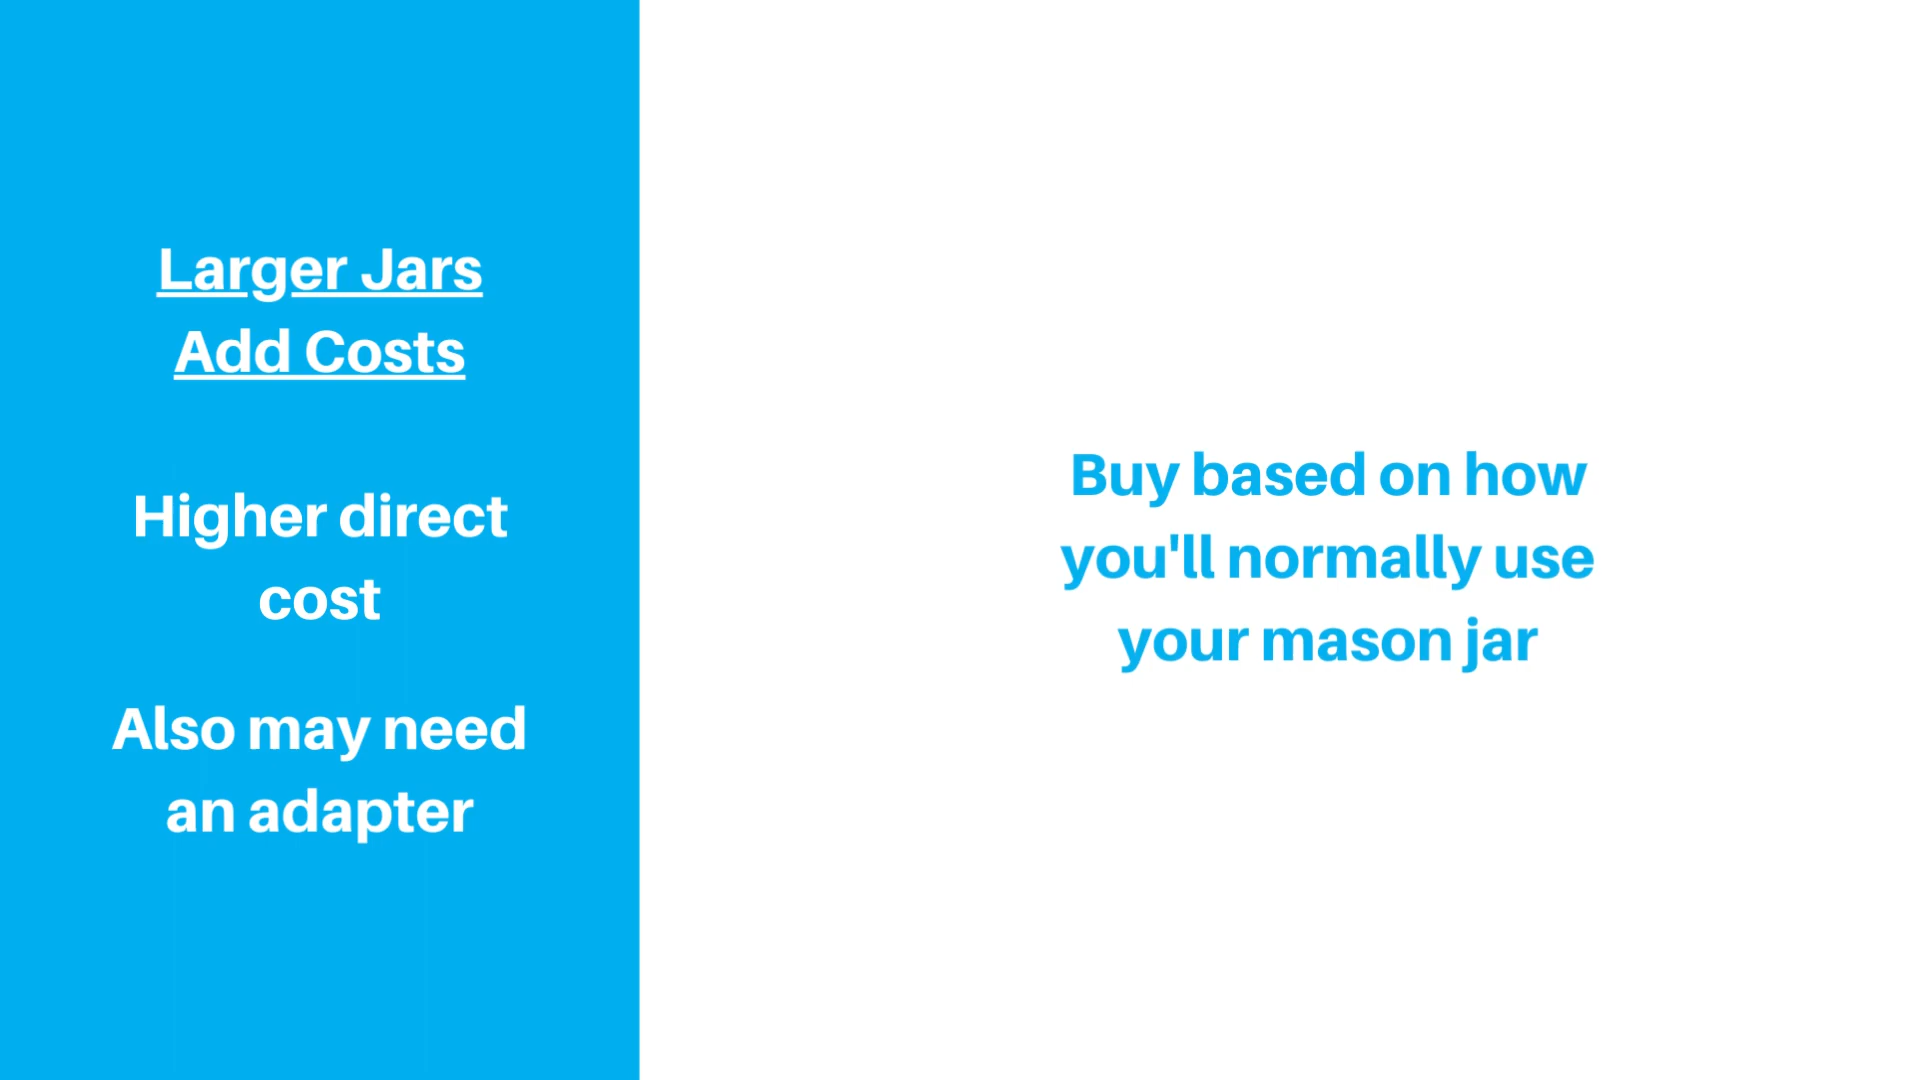 Larger Jars
Add Costs
Higher direct
cost
Also may need
an adapter
Buy based on how
you'll normally use
your mason jar